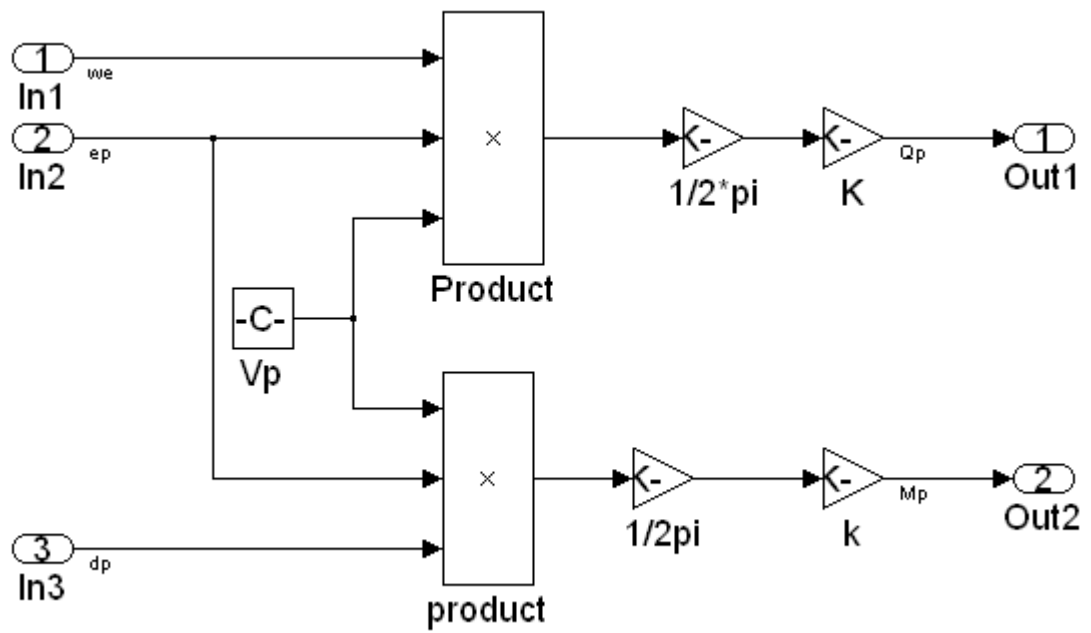 1
we
In1
2
ep
In2
×
Product
K-
1/2*pi
K-
K
Qp
1
Out1
-C-
Vp
×
product
K-
1/2pi
K-
k
Mp
2
Out2
3
dp
In3